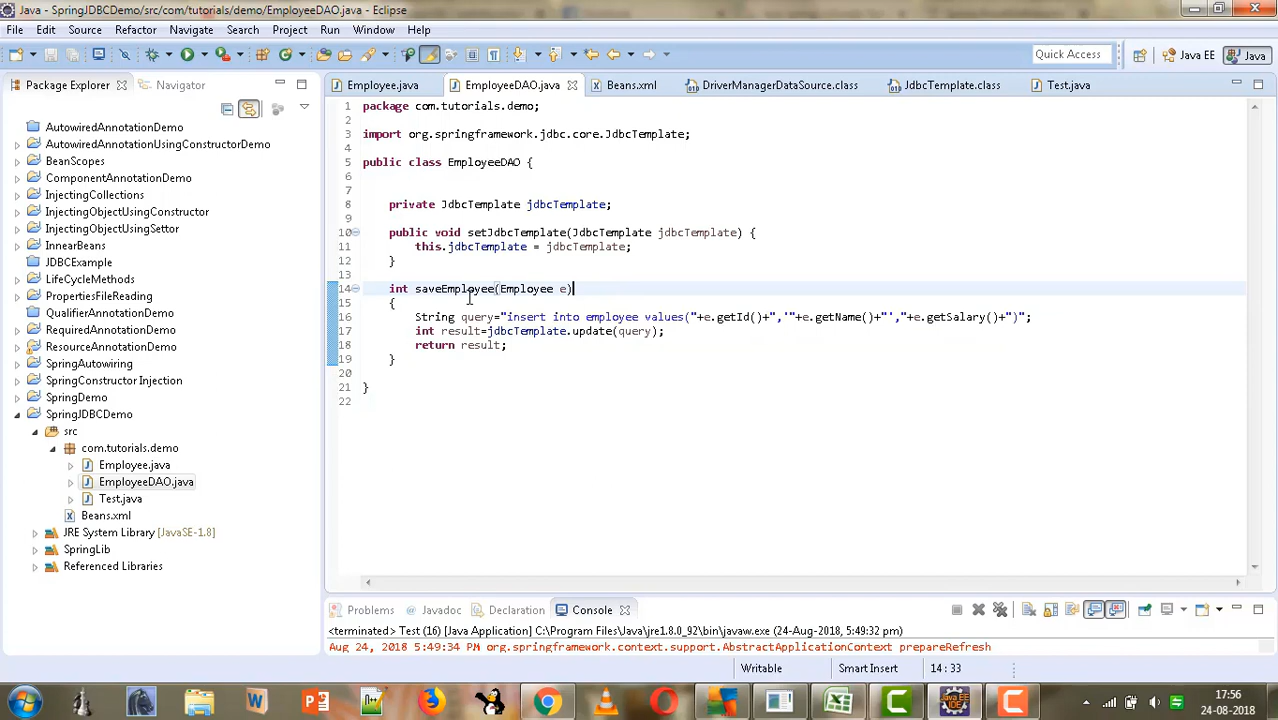 Java - SpringJDBCDemo/src/com/tutorials/demo/EmployeeDAO.java - Eclipse
File Edit Source Refactor Navigate Search Project Run Window Help
Quick Access
Java EE
Java
Package Explorer
Navigator
Employee.java
EmployeeDAO.java
Beans.xml
DriverManagerDataSource.class
JdbcTemplate.class
Test.java
AutowiredAnnotationDemo
AutowiredAnnotationUsingConstructorDemo
BeanScopes
ComponentAnnotationDemo
InjectingCollections
InjectingObjectUsingConstructor
InjectingObjectUsingSettor
InnearBeans
JDBCExample
LifeCycleMethods
PropertiesFileReading
QualifierAnnotationDemo
RequiredAnnotationDemo
ResourceAnnotationDemo
SpringAutowiring
SpringConstructor Injection
SpringDemo
SpringJDBCDemo
src
com.tutorials.demo
Employee.java
EmployeeDAO.java
Test.java
Beans.xml
JRE System Library [JavaSE-1.8]
SpringLib
Referenced Libraries
1 package com.tutorials.demo;
2
3 import org.springframework.jdbc.core.JdbcTemplate;
4
5 public class EmployeeDAO {
6
7
8 private JdbcTemplate jdbcTemplate;
9
10 public void setJdbcTemplate(JdbcTemplate jdbcTemplate) {
11 this.jdbcTemplate = jdbcTemplate;
12 }
13
14 int saveEmployee(Employee e)
15 {
16 String query="insert into employee values("+e.getId()+",'"+e.getName()+"',"+e.getSalary()+")";
17 int result=jdbcTemplate.update(query);
18 return result;
19 }
20
21 }
22
Problems
Javadoc
Declaration
Console
<terminated> Test (16) [Java Application] C:\Program Files\Java\jre1.8.0_92\bin\javaw.exe (24-Aug-2018, 5:49:32 PM)
Aug 24, 2018 5:49:34 PM org.springframework.context.support.AbstractApplicationContext prepareRefresh
Writable
Smart Insert
14 : 33
17:56
24-08-2018